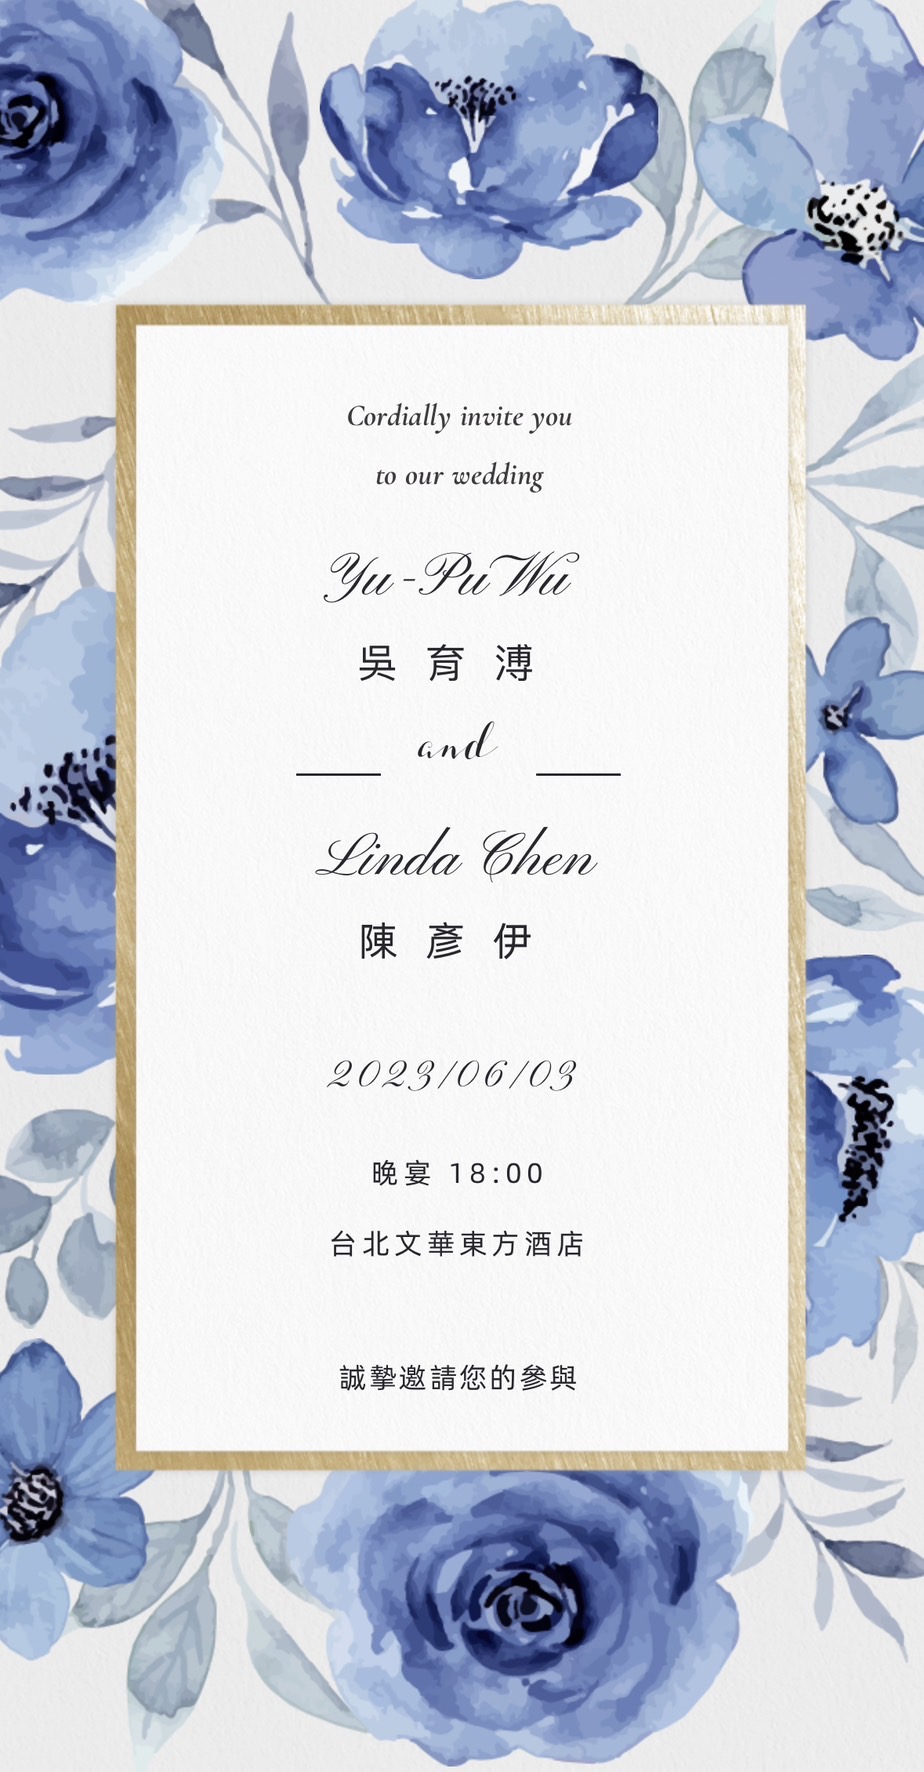 Cordially invite you
to our wedding
Yu-Pu Wu
吳育溥
and
Linda Chen
陳彥伊
2023/06/03
晚宴 18:00
台北文華東方酒店
誠摯邀請您的參與